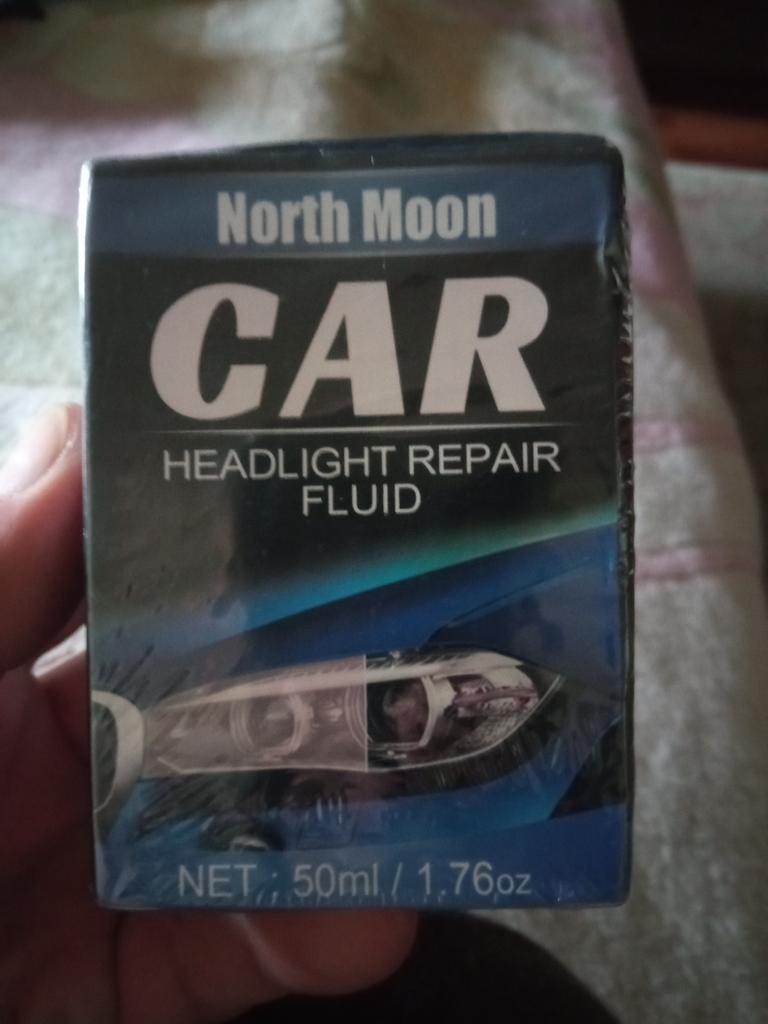 North Moon
CAR
HEADLIGHT REPAIR
FLUID
NET : 50ml / 1.76oz